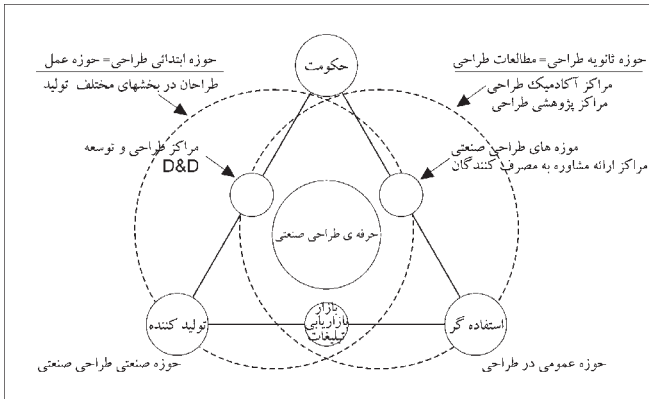 حوزه ثانویه طراحی= مطالعات طراحی
مراکز آکادمیک طراحی
مراکز پژوهشی طراحی
حکومت
حوزه ابتدائی طراحی= حوزه عمل
طراحان در بخشهای مختلف تولید
موزه های طراحی صنعتی
مراکز ارائه مشاوره به مصرف کنندگان
مراکز طراحی و توسعه
D&D
حرفه ی طراحی صنعتی
استفاده گر
بازار
بازاریابی
تبلیغات
تولید کننده
حوزه عمومی در طراحی
حوزه صنعتی طراحی صنعتی